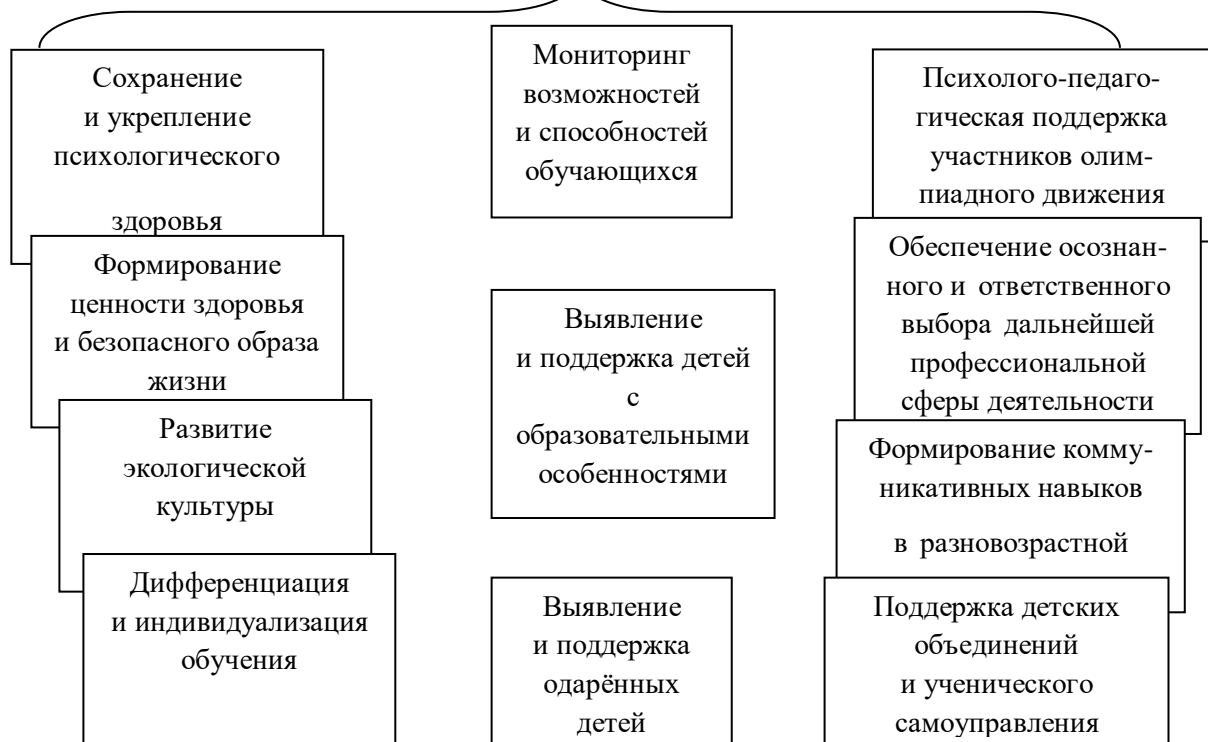 Сохранение
и укрепление
психологического
здоровья
Формирование
ценности здоровья
и безопасного образа
жизни
Развитие
экологической
культуры
Дифференциация
и индивидуализация
обучения
Мониторинг
возможностей
и способностей
обучающихся
Выявление
и поддержка детей
с
образовательными
особенностями
Выявление
и поддержка
одарённых
детей
Психолого-педаго-
гическая поддержка
участников олим-
пиадного движения
Обеспечение осознан-
ного и ответственного
выбора дальнейшей
профессиональной
сферы деятельности
Формирование комму-
никативных навыков
в разновозрастной
Поддержка детских
объединений
и ученического
самоуправления